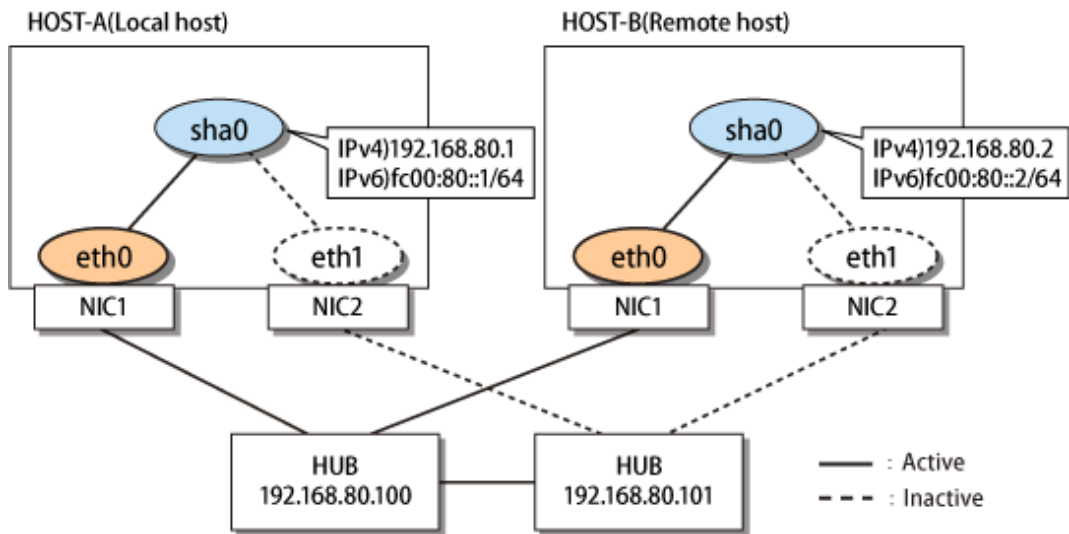 HOST-A(Local host)
HOST-B(Remote host)
sha0
IPv4)192.168.80.1
IPv6)fc00:80::1/64
sha0
IPv4)192.168.80.2
IPv6)fc00:80::2/64
eth0
eth1
eth0
eth1
NIC1
NIC2
NIC1
NIC2
HUB
192.168.80.100
HUB
192.168.80.101
: Active
: Inactive